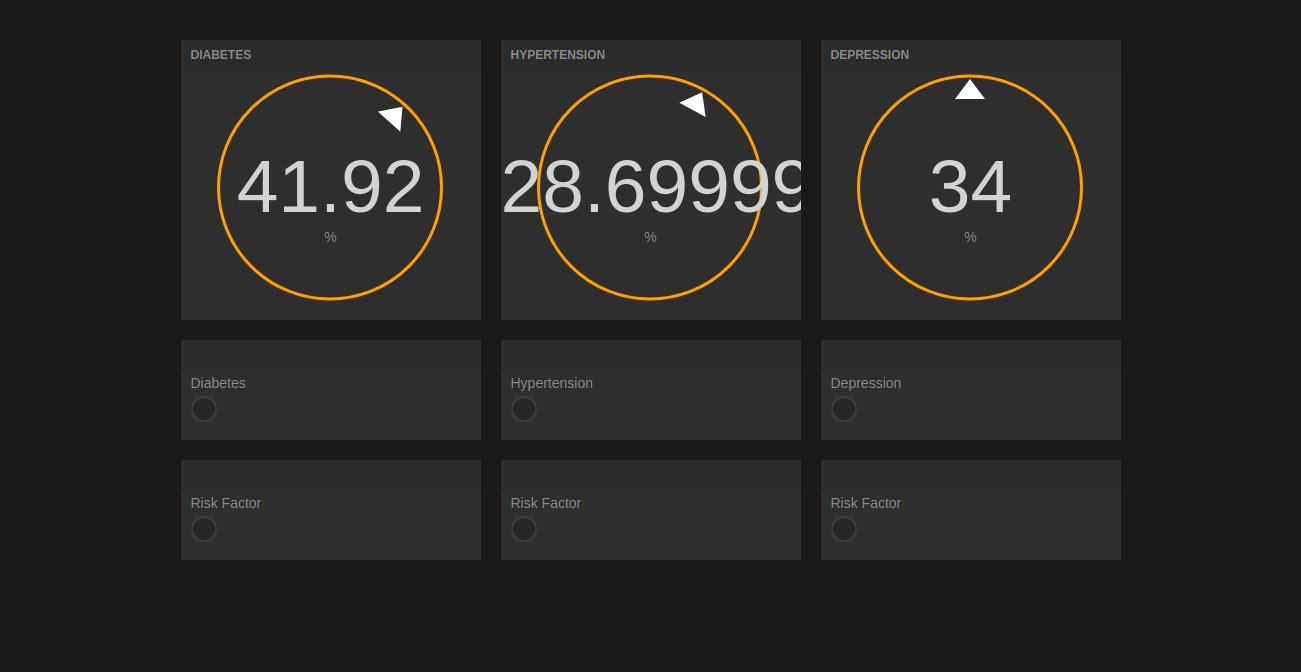 DIABETES
HYPERTENSION
DEPRESSION
41.92
28.69999
34
%
%
%
Diabetes
Hypertension
Depression
Risk Factor
Risk Factor
Risk Factor